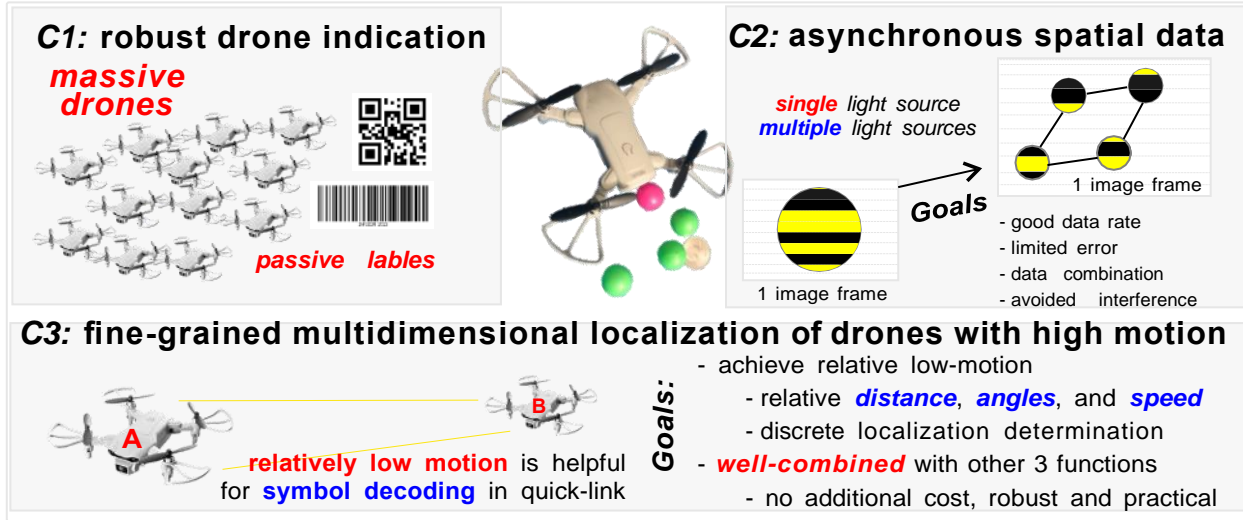 C1: robust drone indication
massive
drones
passive lables
C2: asynchronous spatial data
single light source
multiple light sources
1 image frame
Goals
1 image frame
- good data rate
- limited error
- data combination
- avoided interference
C3: fine-grained multidimensional localization of drones with high motion
A
B
relatively low motion is helpful
for symbol decoding in quick-link
Goals:
- achieve relative low-motion
- relative distance, angles, and speed
- discrete localization determination
- well-combined with other 3 functions
- no additional cost, robust and practical